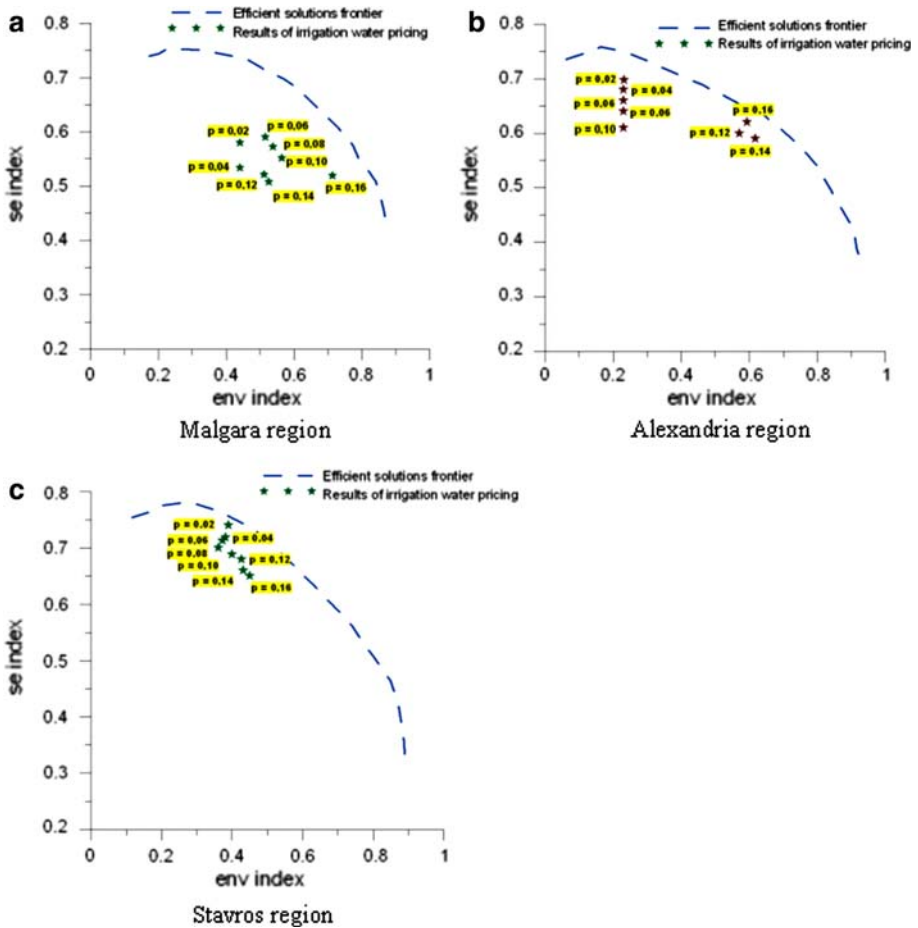 a
Efficient solutions frontier
Results of irrigation water pricing
0.8
0.7
0.6
0.5
0.4
0.3
0.2
se index
p = 0,02
p = 0,06
p = 0,08
p = 0,04
p = 0,10
p = 0,12
p = 0,14
p = 0,16
0 0.2 0.4 0.6 0.8 1
env index
Malgara region
b
Efficient solutions frontier
Results of irrigation water pricing
0.8
0.7
0.6
0.5
0.4
0.3
0.2
se index
p = 0,02
p = 0,04
p = 0,06
p = 0,06
p = 0,10
p = 0,16
p = 0,12
p = 0,14
0 0.2 0.4 0.6 0.8 1
env index
Alexandria region
c
Efficient solutions frontier
Results of irrigation water pricing
0.8
0.7
0.6
0.5
0.4
0.3
0.2
se index
p = 0,02
p = 0,04
p = 0,06
p = 0,08
p = 0,12
p = 0,10
p = 0,14
p = 0,16
0 0.2 0.4 0.6 0.8 1
env index
Stavros region